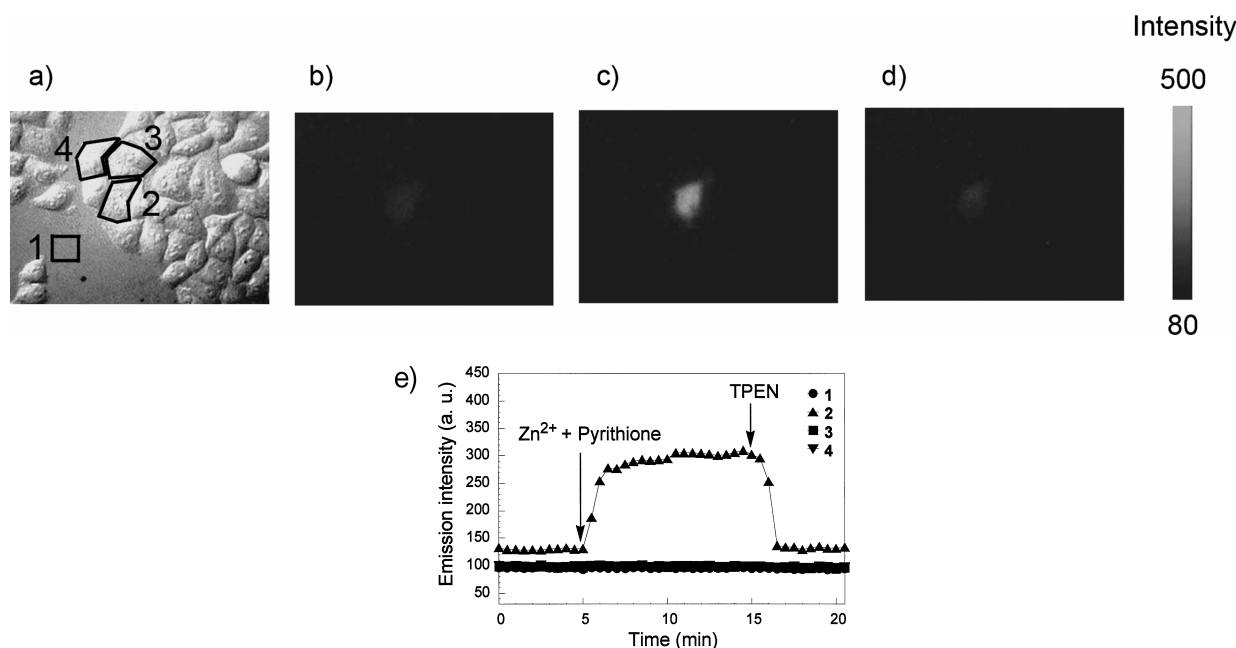 Intensity
a)
b)
c)
d)
500
80
4
3
2
1
e)
Emission intensity (a. u.)
450
400
350
300
250
200
150
100
50
Zn²⁺ + Pyrithione
TPEN
1
2
3
4
0 5 10 15 20
Time (min)